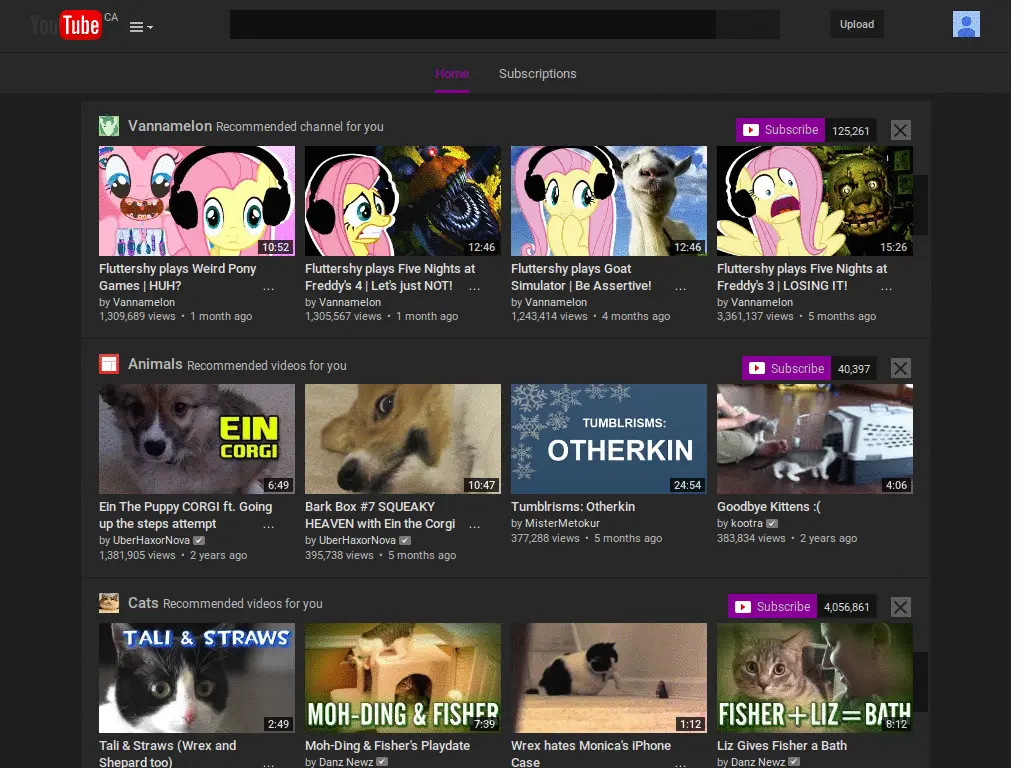 YouTube CA
Upload
Home Subscriptions
Vannamelon Recommended channel for you
Subscribe 125,261
10:52
12:46
12:46
15:26
Fluttershy plays Weird Pony
Games | HUH? ...
by Vannamelon
1,309,689 views • 1 month ago
Fluttershy plays Five Nights at
Freddy's 4 | Let's just NOT! ...
by Vannamelon
1,305,567 views • 1 month ago
Fluttershy plays Goat
Simulator | Be Assertive! ...
by Vannamelon
1,243,414 views • 4 months ago
Fluttershy plays Five Nights at
Freddy's 3 | LOSING IT! ...
by Vannamelon
3,361,137 views • 5 months ago
Animals Recommended videos for you
Subscribe 40,397
EIN
CORGI
6:49
10:47
TUMBLRISMS:
OTHERKIN
24:54
4:06
Ein The Puppy CORGI ft. Going
up the steps attempt ...
by UberHaxorNova
1,381,905 views • 2 years ago
Bark Box #7 SQUEAKY
HEAVEN with Ein the Corgi ...
by UberHaxorNova
395,738 views • 5 months ago
Tumblrisms: Otherkin
by MisterMetokur
377,288 views • 5 months ago
Goodbye Kittens :(
by kootra
383,834 views • 2 years ago
Cats Recommended videos for you
Subscribe 4,056,861
TALI & STRAWS
2:49
MOH-DING & FISHER
7:39
1:12
FISHER+LIZ=BATH
8:12
Tali & Straws (Wrex and
Shepard too) ...
Moh-Ding & Fisher's Playdate
by Danz Newz
Wrex hates Monica's iPhone
Case ...
Liz Gives Fisher a Bath
by Danz Newz